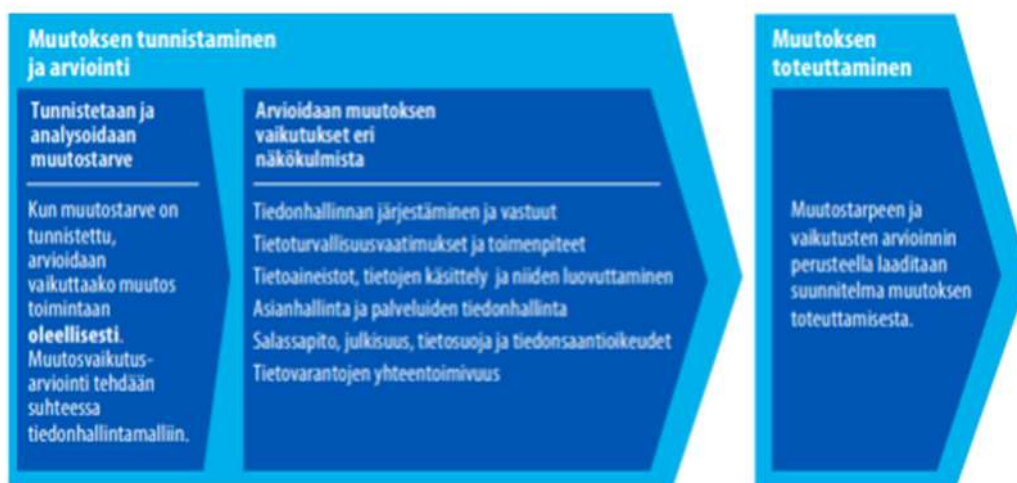 Muutoksen tunnistaminen
ja arviointi
Tunnistetaan ja
analysoidaan
muutostarve
Kun muutostarve on
tunnistettu,
arvioidaan
vaikuttaako muutos
toimintaan
oleellisesti.
Muutosvaikutus-
arviointi tehdään
suhteessa
tiedonhallintamalliin.
Arvioidaan muutoksen
vaikutukset eri
näkökulmista
Tiedonhallinnan järjestäminen ja vastuut
Tietoturvallisuusvaatimukset ja toimenpiteet
Tietoaineistot, tietojen käsittely ja niiden luovuttaminen
Asianhallinta ja palveluiden tiedonhallinta
Salassapito, julkisuus, tietosuoja ja tiedonsaantioikeudet
Tietovarantojen yhteentoimivuus
Muutoksen
toteuttaminen
Muutostarpeen ja
vaikutusten arvioinnin
perusteella laaditaan
suunnitelma muutoksen
toteuttamisesta.